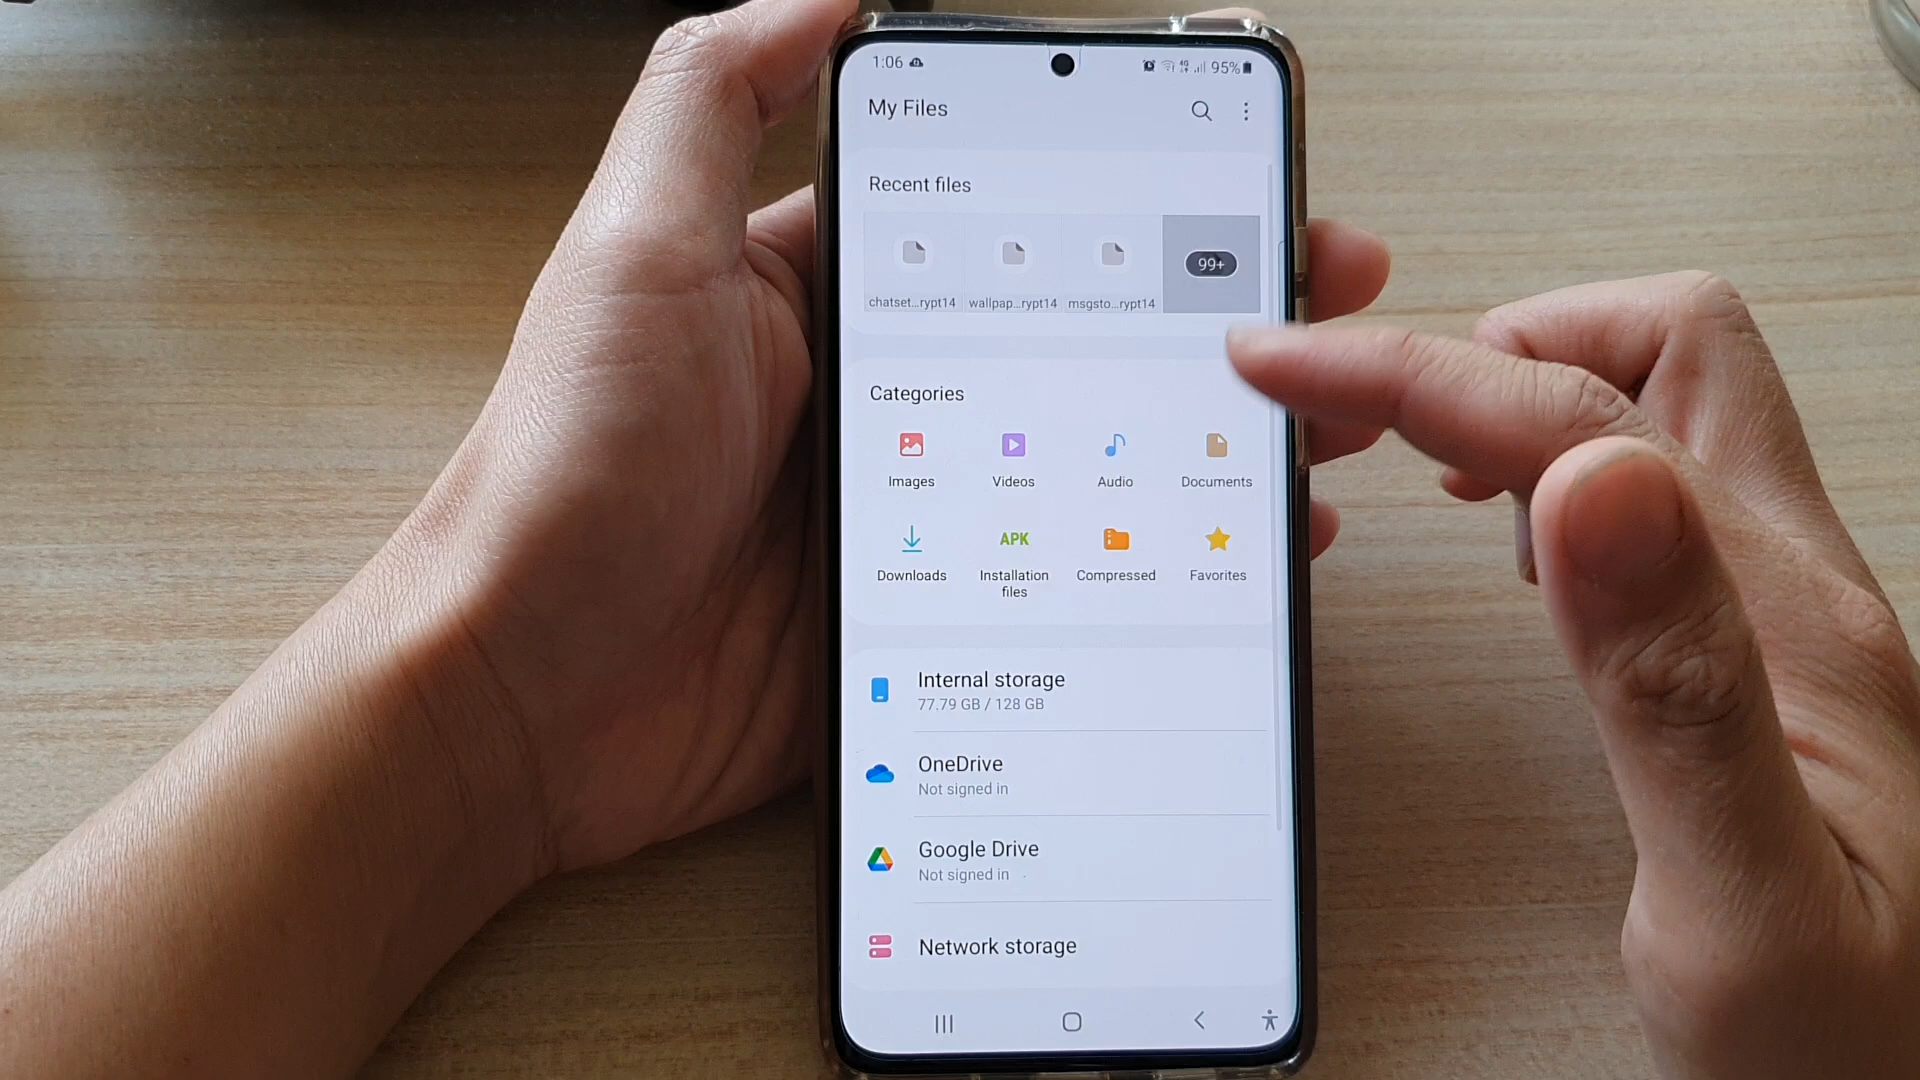 1:06
4G 95%
My Files
Recent files
99+
chatset...rypt14 wallpap...rypt14 msgsto...rypt14
Categories
Images Videos Audio Documents
APK
Downloads Installation files Compressed Favorites
Internal storage
77.79 GB / 128 GB
OneDrive
Not signed in
Google Drive
Not signed in
Network storage